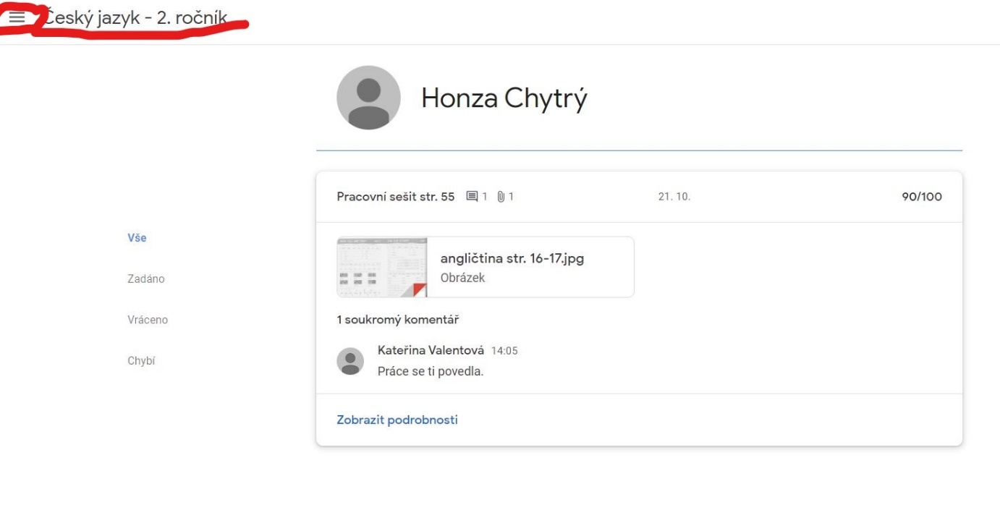 Český jazyk - 2. ročník
Honza Chytrý
Pracovní sešit str. 55 1 1 21. 10. 90/100
Vše
Zadáno
Vráceno
Chybí
angličtina str. 16-17.jpg
Obrázek
1 soukromý komentář
Kateřina Valentová 14:05
Práce se ti povedla.
Zobrazit podrobnosti